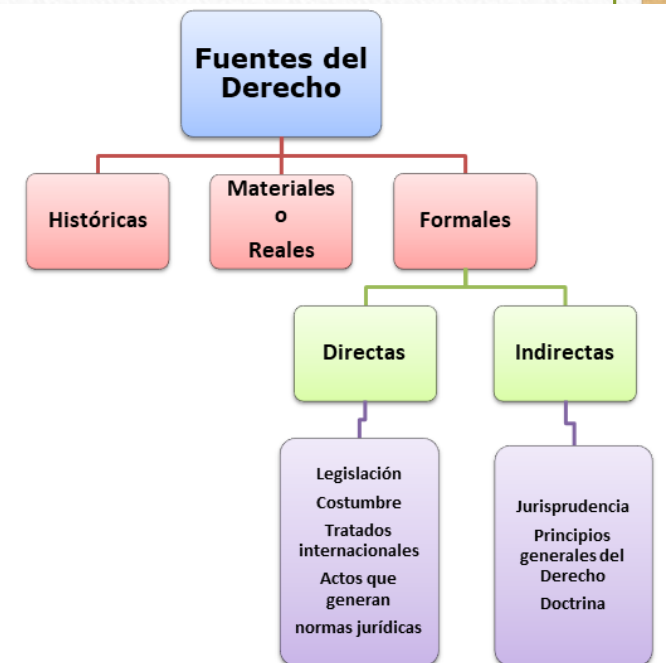 Fuentes del
Derecho
Históricas
Materiales
o
Reales
Formales
Directas
Indirectas
Legislación
Costumbre
Tratados
internacionales
Actos que
generan
normas jurídicas
Jurisprudencia
Principios
generales del
Derecho
Doctrina